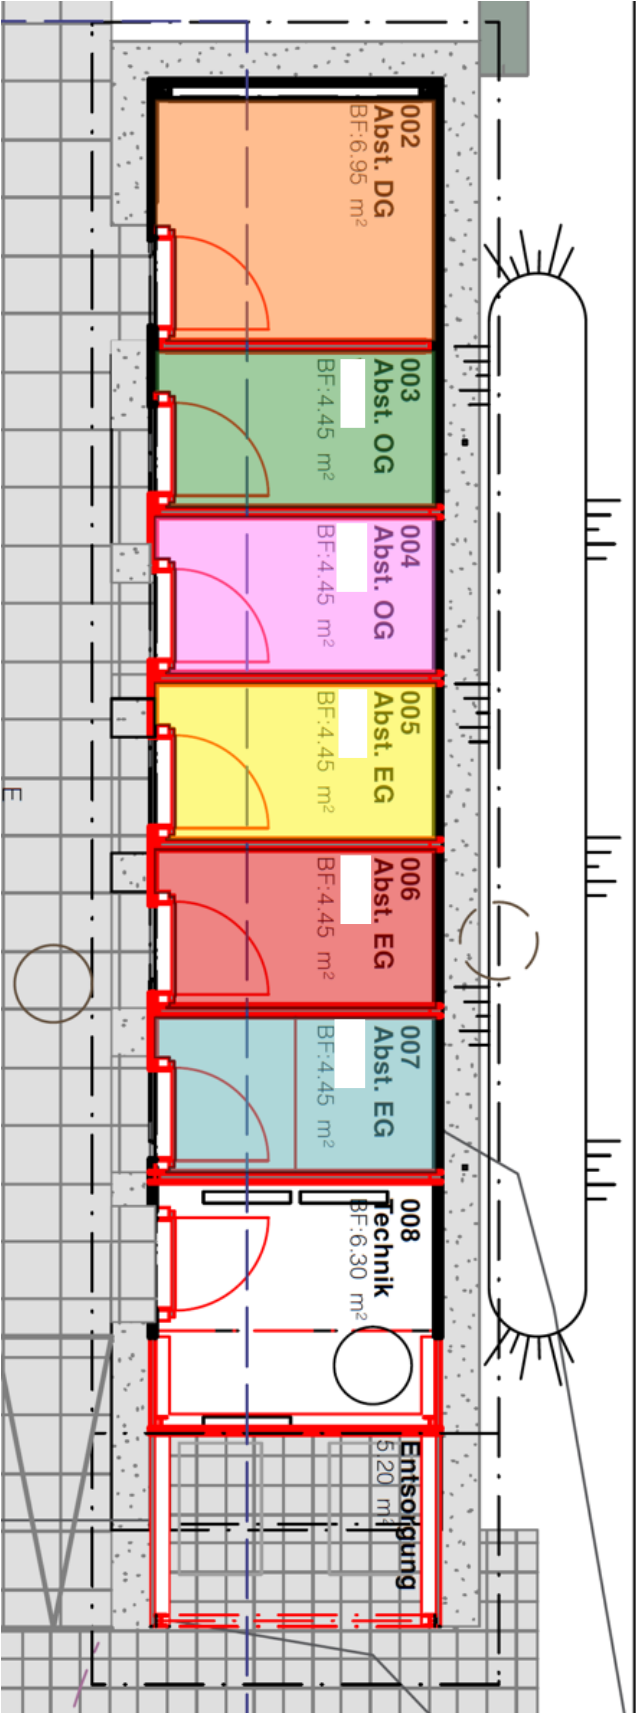 002
Abst. DG
BF:6.95 m²
003
Abst. OG
BF:4.45 m²
004
Abst. OG
BF:4.45 m²
005
Abst. EG
BF:4.45 m²
006
Abst. EG
BF:4.45 m²
007
Abst. EG
BF:4.45 m²
008
Technik
BF:6.30 m²
Entsorgung
5.20 m²
E